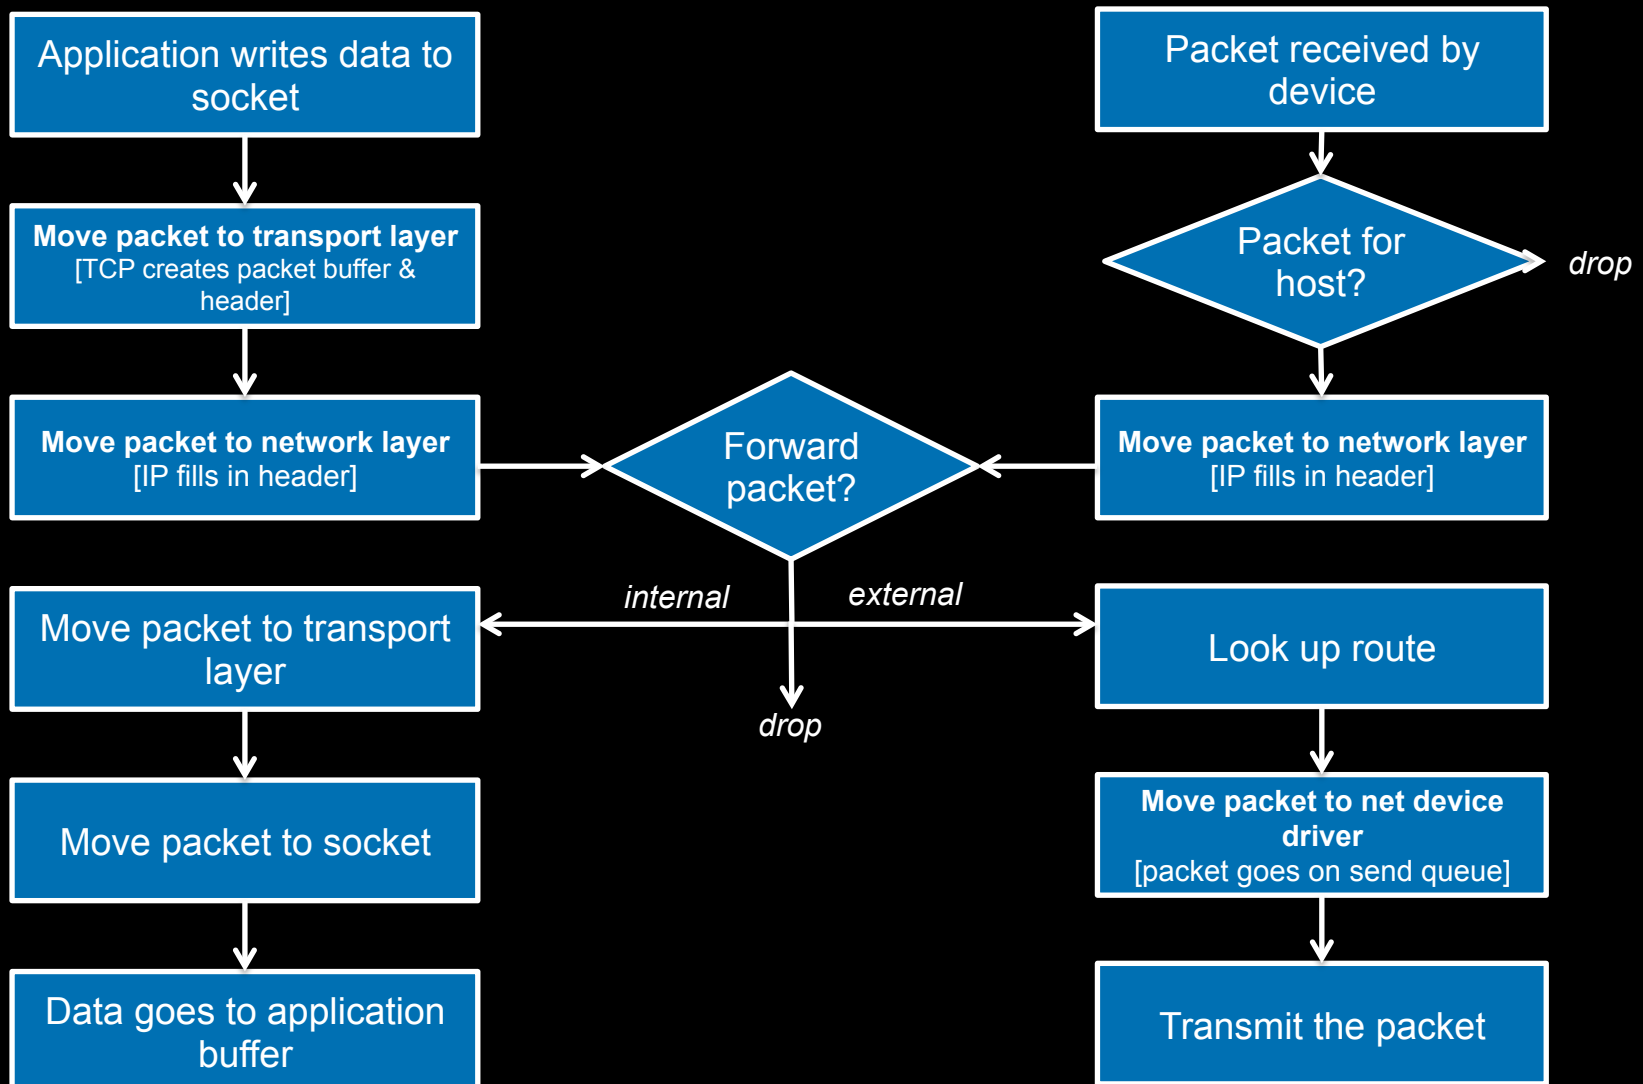 Application writes data to
socket
Move packet to transport layer
[TCP creates packet buffer &
header]
Move packet to network layer
[IP fills in header]
Packet received by
device
Packet for
host?
drop
Move packet to network layer
[IP fills in header]
Forward
packet?
internal
external
drop
Move packet to transport
layer
Move packet to socket
Data goes to application
buffer
Look up route
Move packet to net device
driver
[packet goes on send queue]
Transmit the packet